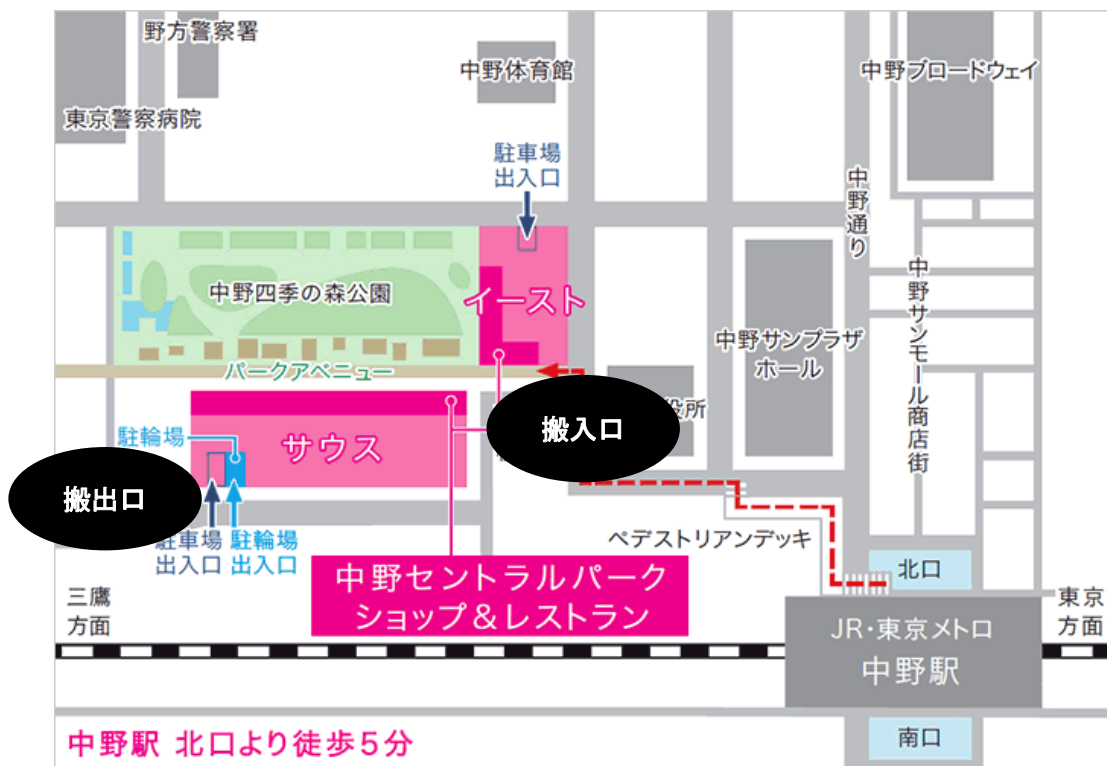 野方警察署
中野体育館
中野ブロードウェイ
東京警察病院
駐車場
出入口
中野通り
中野四季の森公園
イースト
中野サンモール商店街
中野サンプラザ
ホール
パークアベニュー
役所
搬入口
駐輪場
サウス
搬出口
駐車場
出入口
駐輪場
出入口
ペデストリアンデッキ
中野セントラルパーク
ショップ&レストラン
北口
三鷹
方面
東京
方面
JR・東京メトロ
中野駅
中野駅 北口より徒歩5分
南口